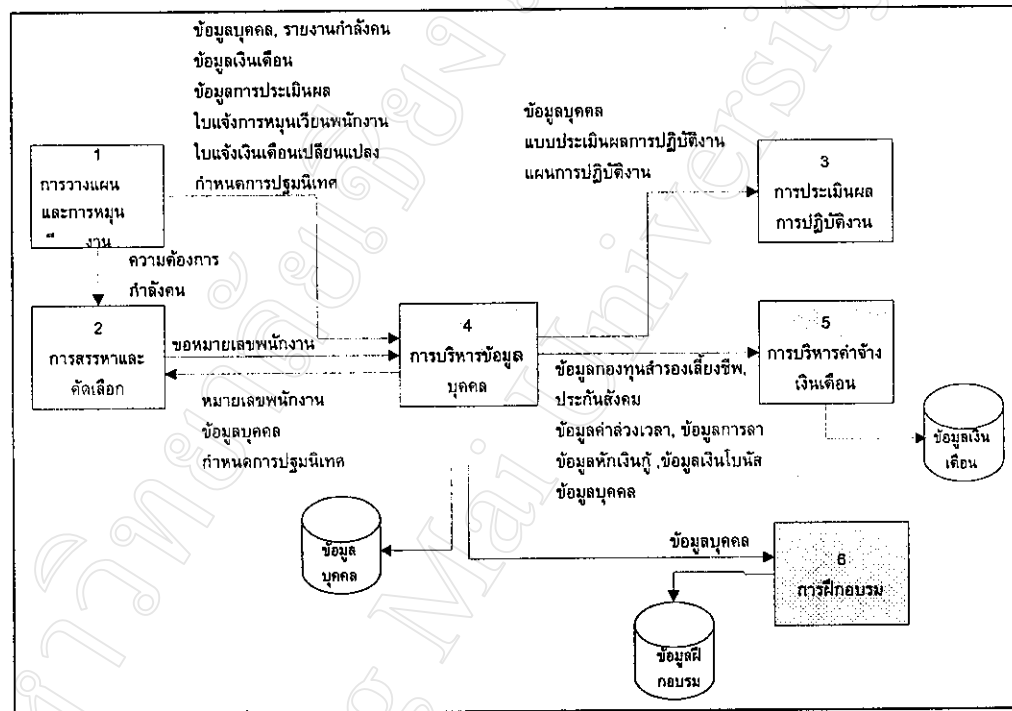 ข้อมูลบุคคล, รายงานกำลังคน
ข้อมูลเงินเดือน
ข้อมูลการประเมินผล
ใบแจ้งการหมุนเวียนพนักงาน
ใบแจ้งเงินเดือนเปลี่ยนแปลง
กำหนดการปฐมนิเทศ
ข้อมูลบุคคล
แบบประเมินผลการปฏิบัติงาน
แผนการปฏิบัติงาน
1
การวางแผน
และการหมุน
งาน
3
การประเมินผล
การปฏิบัติงาน
ความต้องการ
กำลังคน
2
การสรรหาและ
คัดเลือก
ขอหมายเลขพนักงาน
หมายเลขพนักงาน
ข้อมูลบุคคล
กำหนดการปฐมนิเทศ
4
การบริหารข้อมูล
บุคคล
5
การบริหารค่าจ้าง
เงินเดือน
ข้อมูลกองทุนสำรองเลี้ยงชีพ,
ประกันสังคม
ข้อมูลค่าล่วงเวลา, ข้อมูลการลา
ข้อมูลหักเงินกู้ ,ข้อมูลเงินโบนัส
ข้อมูลบุคคล
ข้อมูลเงิน
เดือน
ข้อมูล
บุคคล
ข้อมูลบุคคล
6
การฝึกอบรม
ข้อมูลฝึ
กอบรม